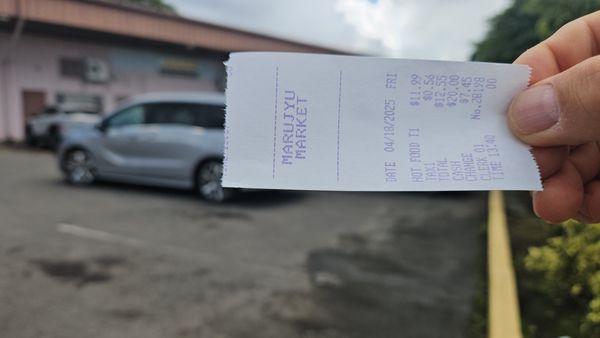 MARUJYU
MARKET
DATE 04/18/2025 FRI
HOT FOOD T1 $11.99
TAX1 $0.56
TOTAL $12.55
CASH $20.00
CHANGE $7.45
CLERK 01 No.201198
TIME 13:40 00